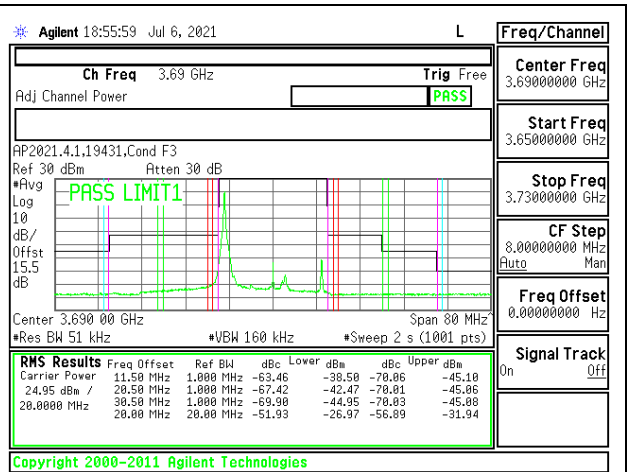 Agilent 18:55:59 Jul 6, 2021 L
Freq/Channel
Ch Freq 3.69 GHz Trig Free
Adj Channel Power PASS
AP2021.4.1,19431,Cond F3
Ref 30 dBm Atten 30 dB
#Avg
Log
10
dB/
Offst
15.5
dB
PASS LIMIT1
Center 3.690 00 GHz Span 80 MHz
#Res BW 51 kHz #VBW 160 kHz #Sweep 2 s (1001 pts)
RMS Results Freq Offset Ref BW dBc Lower dBm dBc Upper dBm
Carrier Power 11.50 MHz 1.000 MHz -63.46 -38.50 -70.06 -45.10
24.95 dBm / 20.50 MHz 1.000 MHz -67.42 -42.47 -70.01 -45.06
20.0000 MHz 30.50 MHz 1.000 MHz -69.90 -44.95 -70.03 -45.08
20.00 MHz 20.00 MHz -51.93 -26.97 -56.89 -31.94
Center Freq
3.69000000 GHz
Start Freq
3.65000000 GHz
Stop Freq
3.73000000 GHz
CF Step
8.00000000 MHz
Auto Man
Freq Offset
0.00000000 Hz
Signal Track
On Off
Copyright 2000-2011 Agilent Technologies